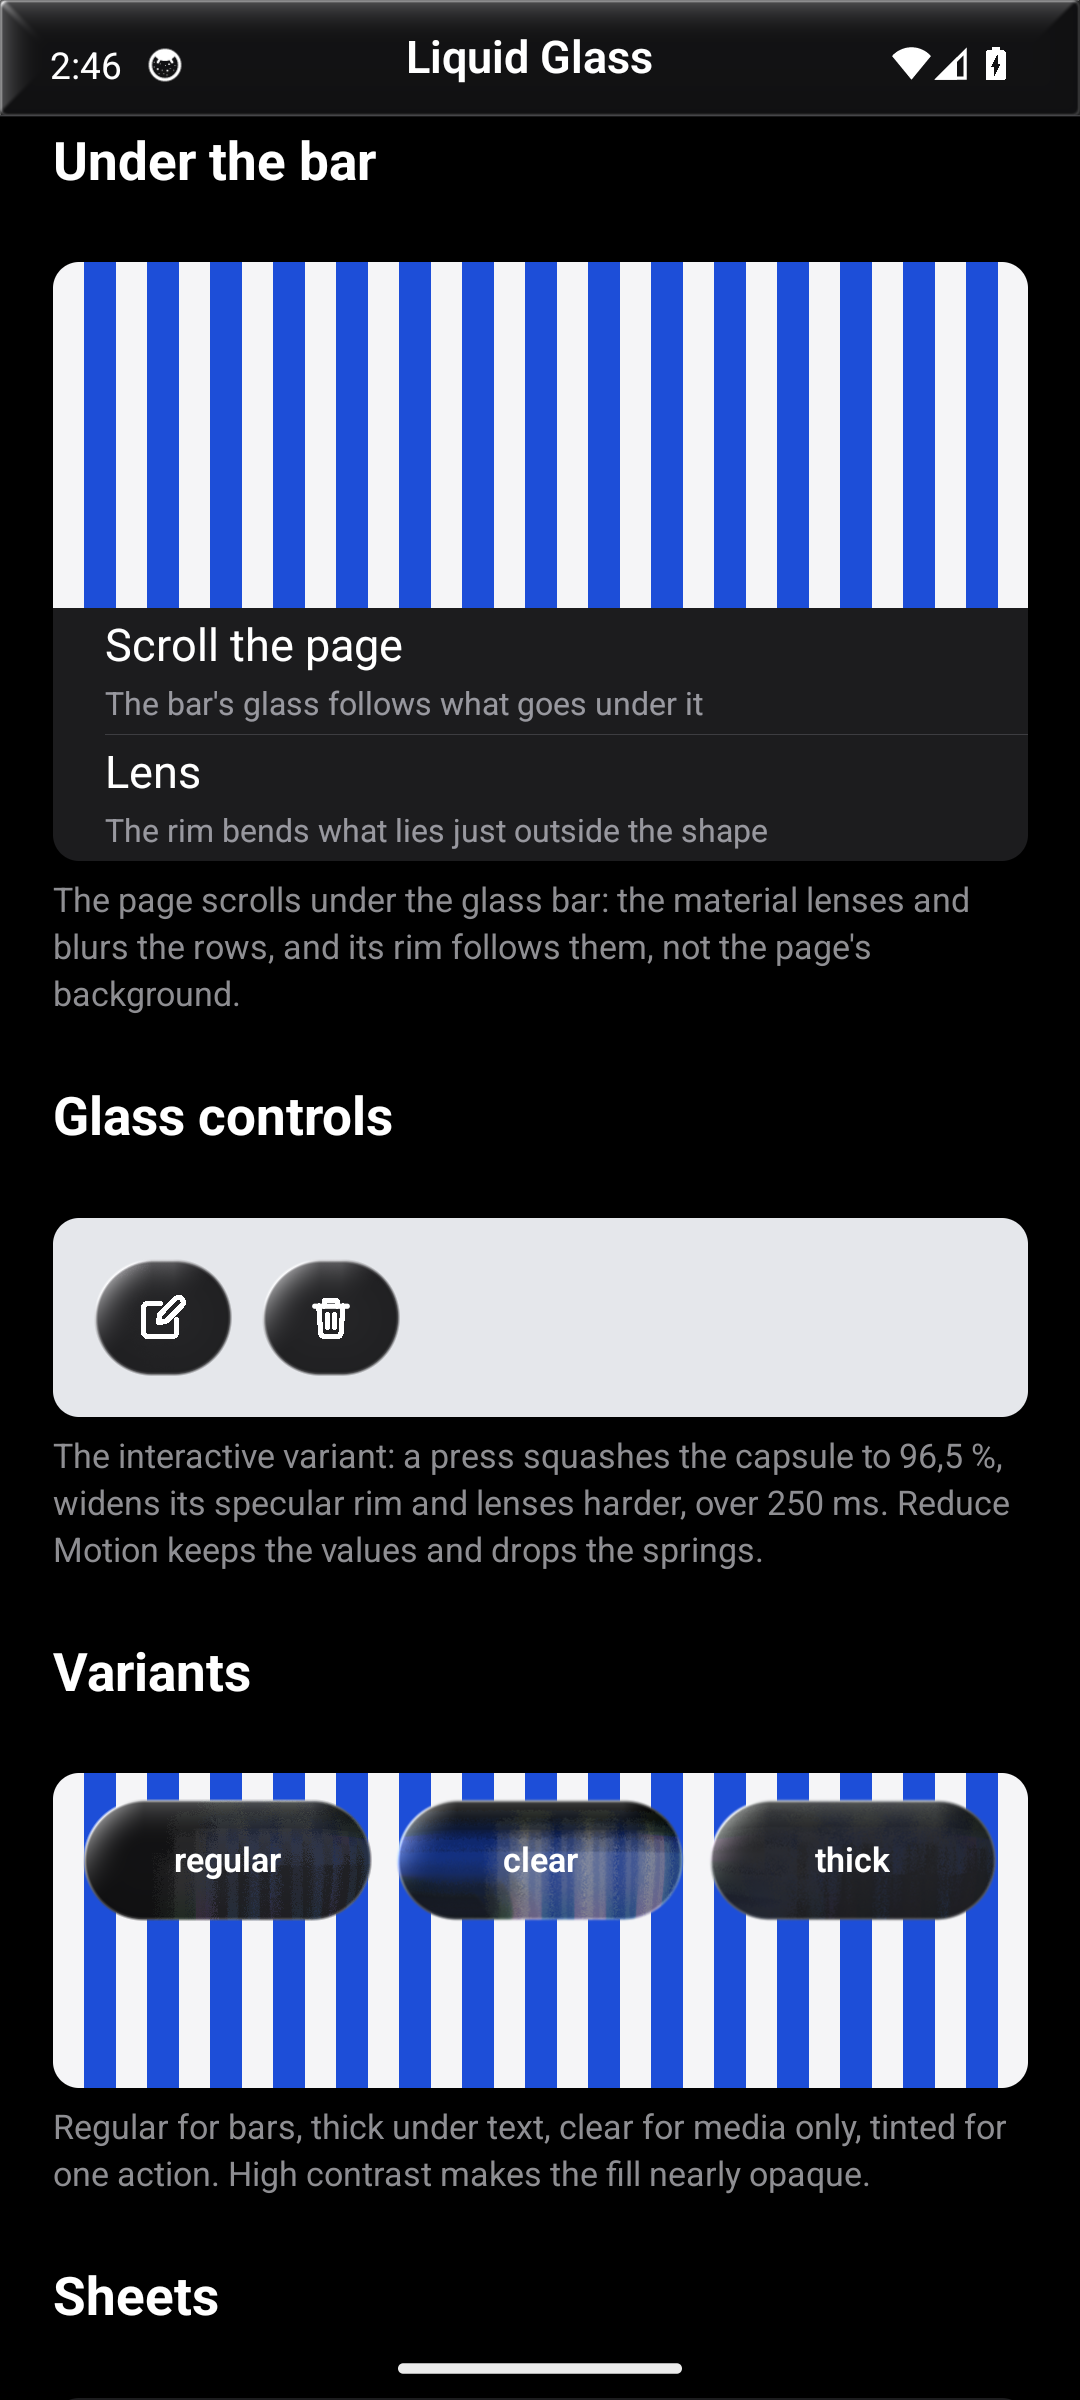 2:46
Liquid Glass
Under the bar
Scroll the page
The bar's glass follows what goes under it
Lens
The rim bends what lies just outside the shape
The page scrolls under the glass bar: the material lenses and
blurs the rows, and its rim follows them, not the page's
background.
Glass controls
The interactive variant: a press squashes the capsule to 96,5 %,
widens its specular rim and lenses harder, over 250 ms. Reduce
Motion keeps the values and drops the springs.
Variants
regular
clear
thick
Regular for bars, thick under text, clear for media only, tinted for
one action. High contrast makes the fill nearly opaque.
Sheets